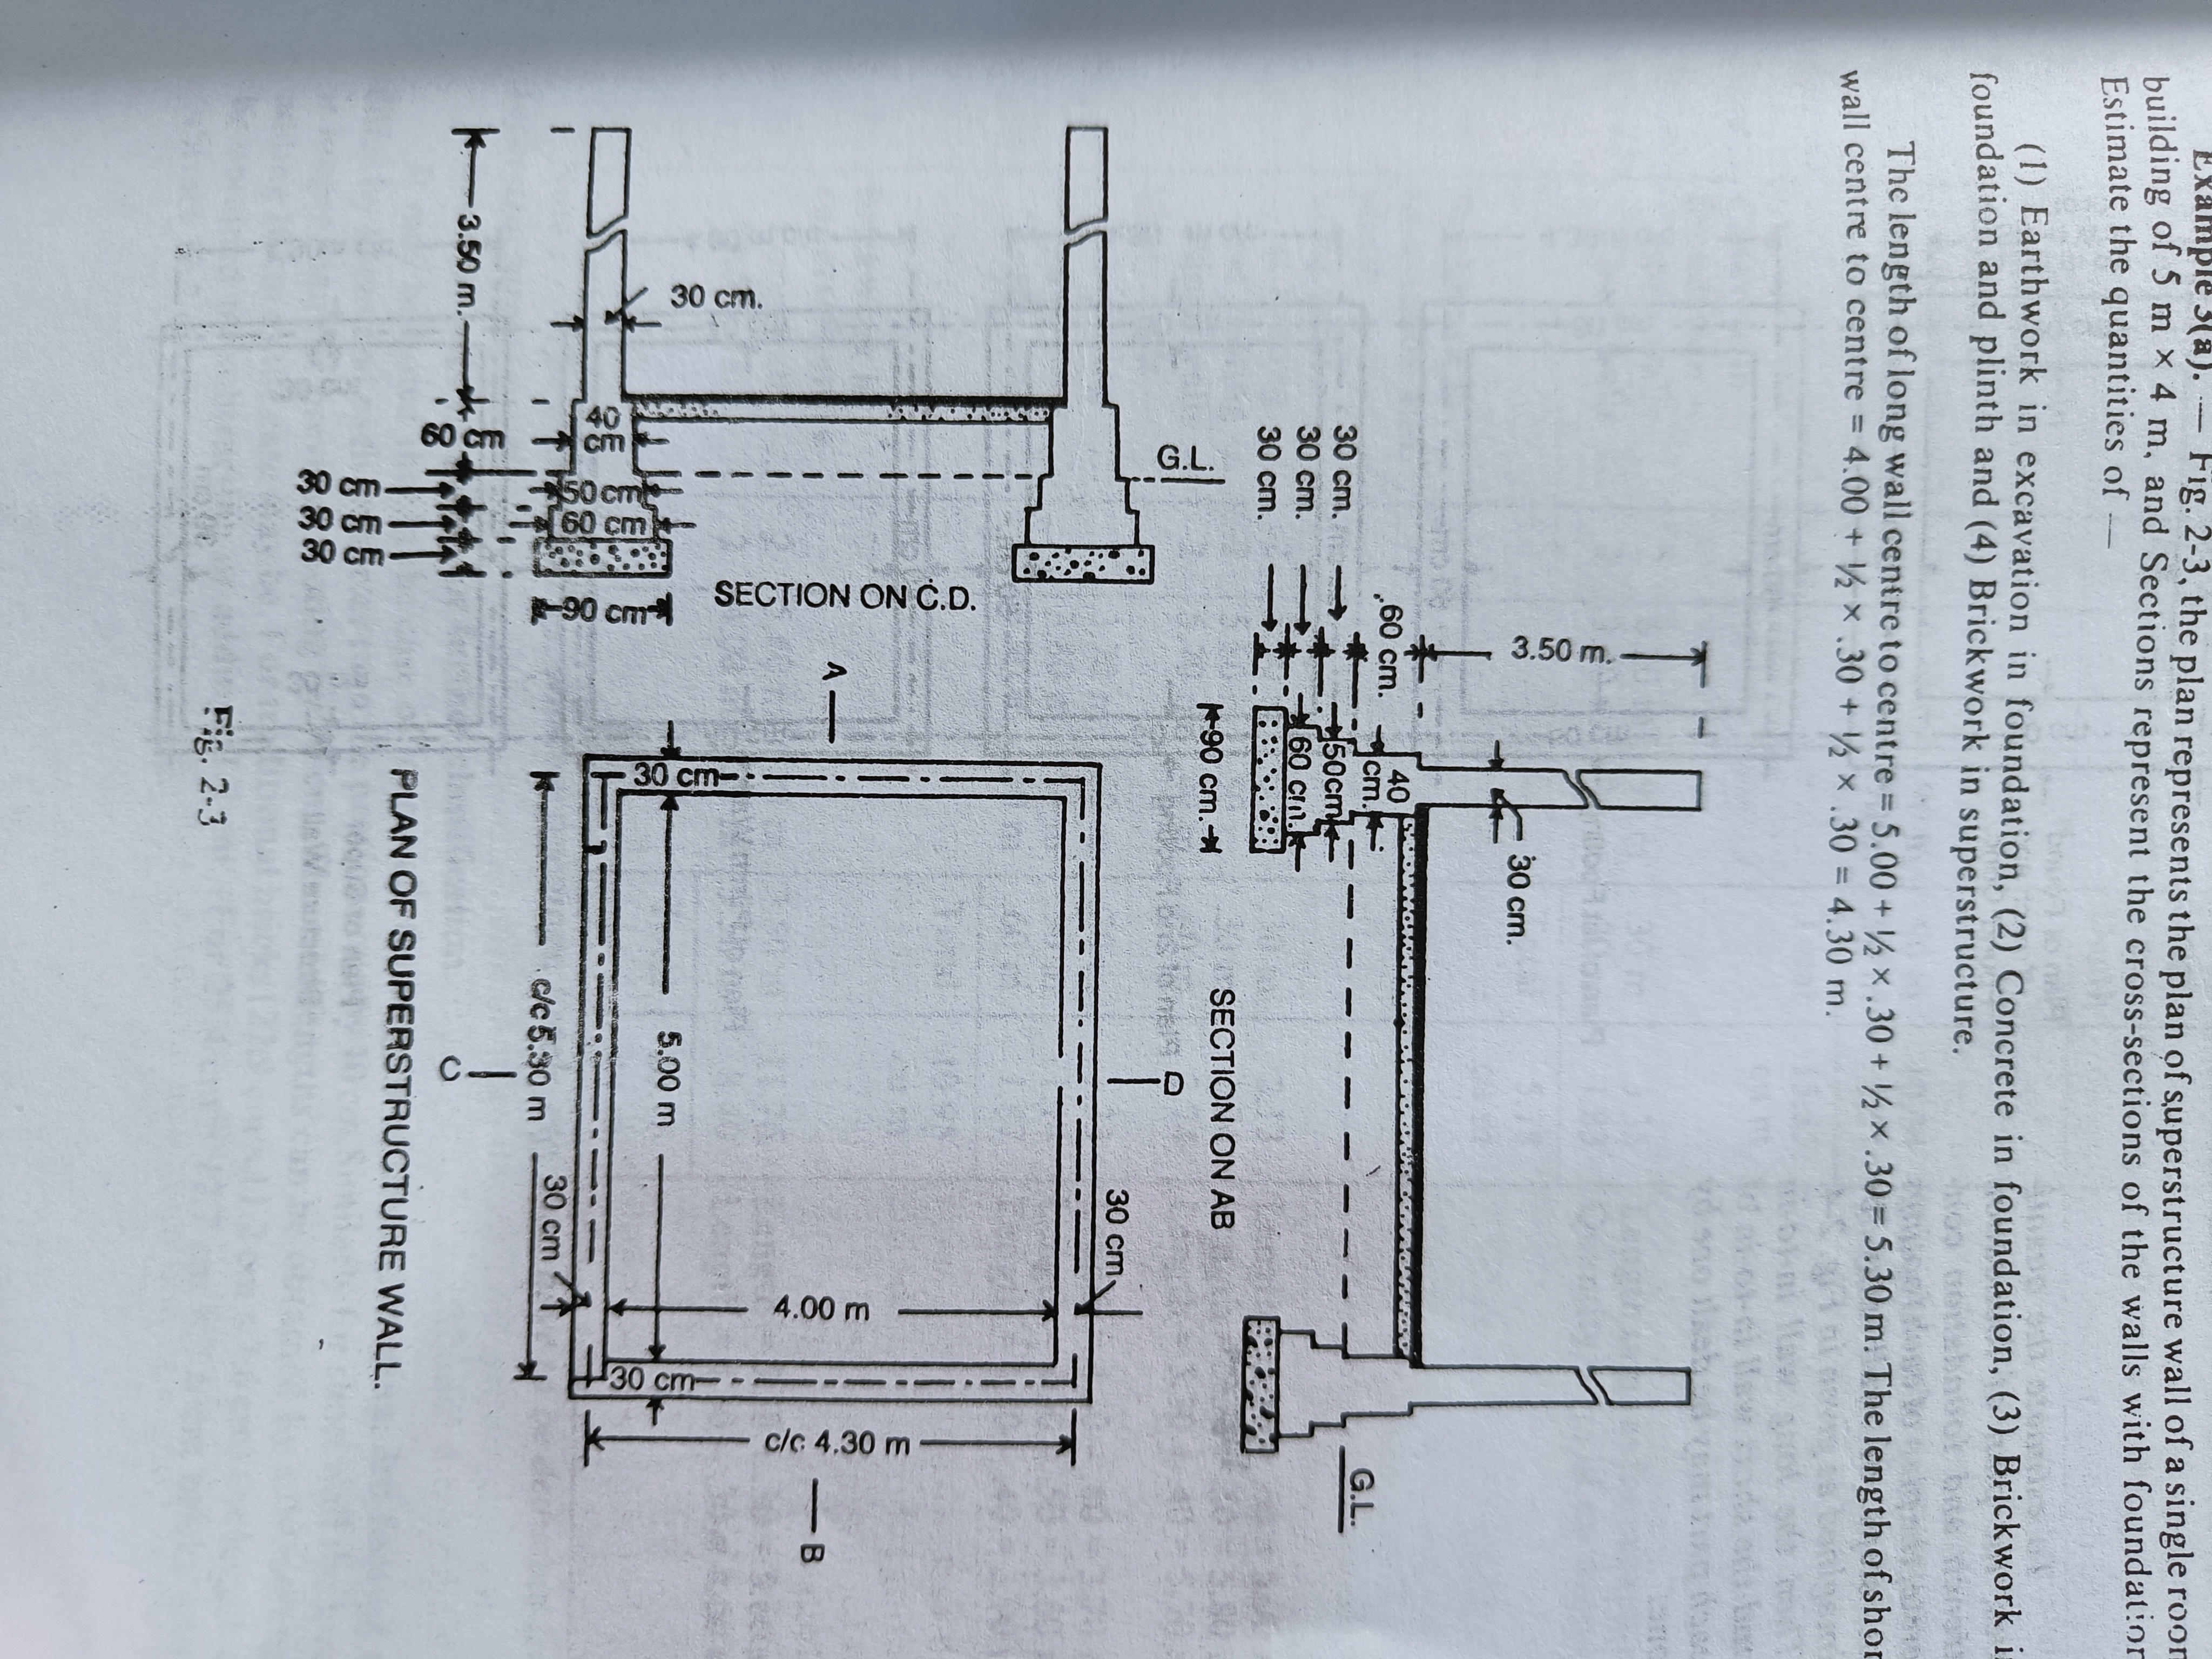 Example 3(a). — Fig. 2-3, the plan represents the plan of superstructure wall of a single room
building of 5 m × 4 m, and Sections represent the cross-sections of the walls with foundation
Estimate the quantities of —
(1) Earthwork in excavation in foundation, (2) Concrete in foundation, (3) Brickwork i
foundation and plinth and (4) Brickwork in superstructure.
The length of long wall centre to centre = 5.00 + ½ × .30 + ½ × .30 = 5.30 m. The length of shor
wall centre to centre = 4.00 + ½ × .30 + ½ × .30 = 4.30 m.
3.50 m.
30 cm.
.60 cm.
40
cm.
30 cm.
50cm
30 cm.
60 cm.
30 cm.
90 cm.
G.L.
SECTION ON AB
3.50 m.
30 cm.
40
cm
60 cm
G.L.
30 cm
50 cm
30 cm
60 cm
30 cm
90 cm
SECTION ON C.D.
A
B
C
D
30 cm
30 cm
5.00 m
4.00 m
30 cm
30 cm
c/c 5.30 m
c/c 4.30 m
PLAN OF SUPERSTRUCTURE WALL.
Fig. 2-3